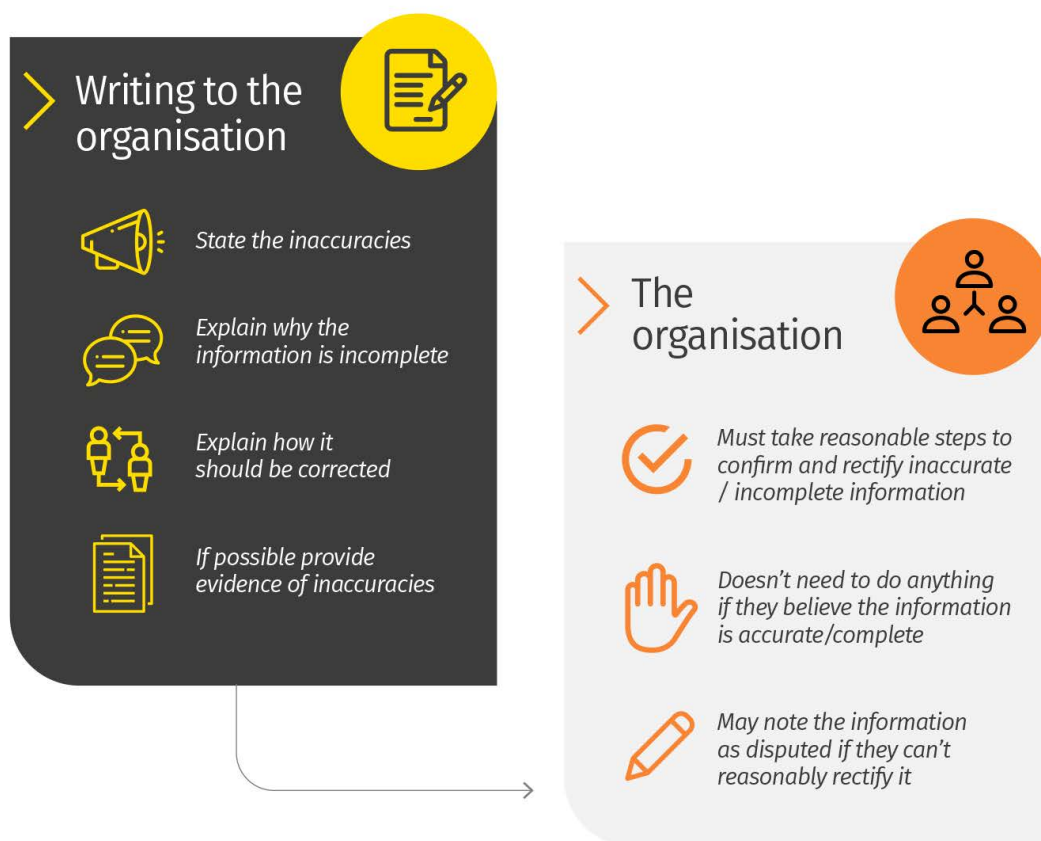 Writing to the
organisation
State the inaccuracies
Explain why the
information is incomplete
Explain how it
should be corrected
If possible provide
evidence of inaccuracies
The
organisation
Must take reasonable steps to
confirm and rectify inaccurate
/ incomplete information
Doesn't need to do anything
if they believe the information
is accurate/complete
May note the information
as disputed if they can't
reasonably rectify it